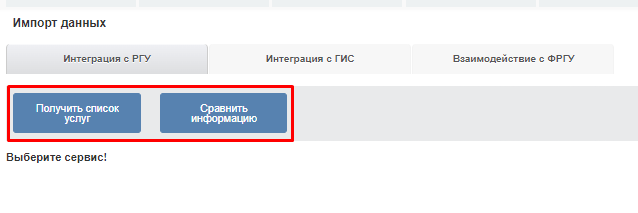 Импорт данных
Интеграция с РГУ Интеграция с ГИС Взаимодействие с ФРГУ
Получить список услуг Сравнить информацию
Выберите сервис!